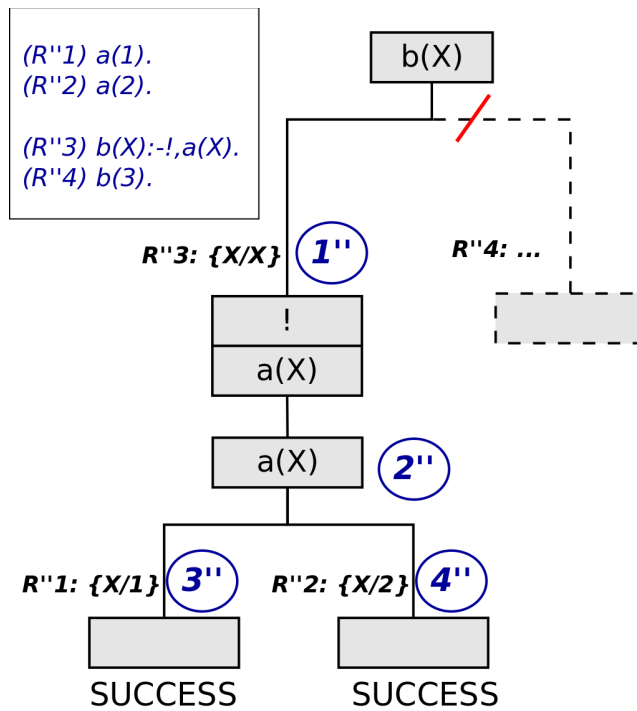 (R''1) a(1).
(R''2) a(2).
(R''3) b(X):-!,a(X).
(R''4) b(3).
b(X)
R''3: {X/X}
1''
R''4: ...
!
a(X)
a(X)
2''
R''1: {X/1}
3''
R''2: {X/2}
4''
SUCCESS
SUCCESS